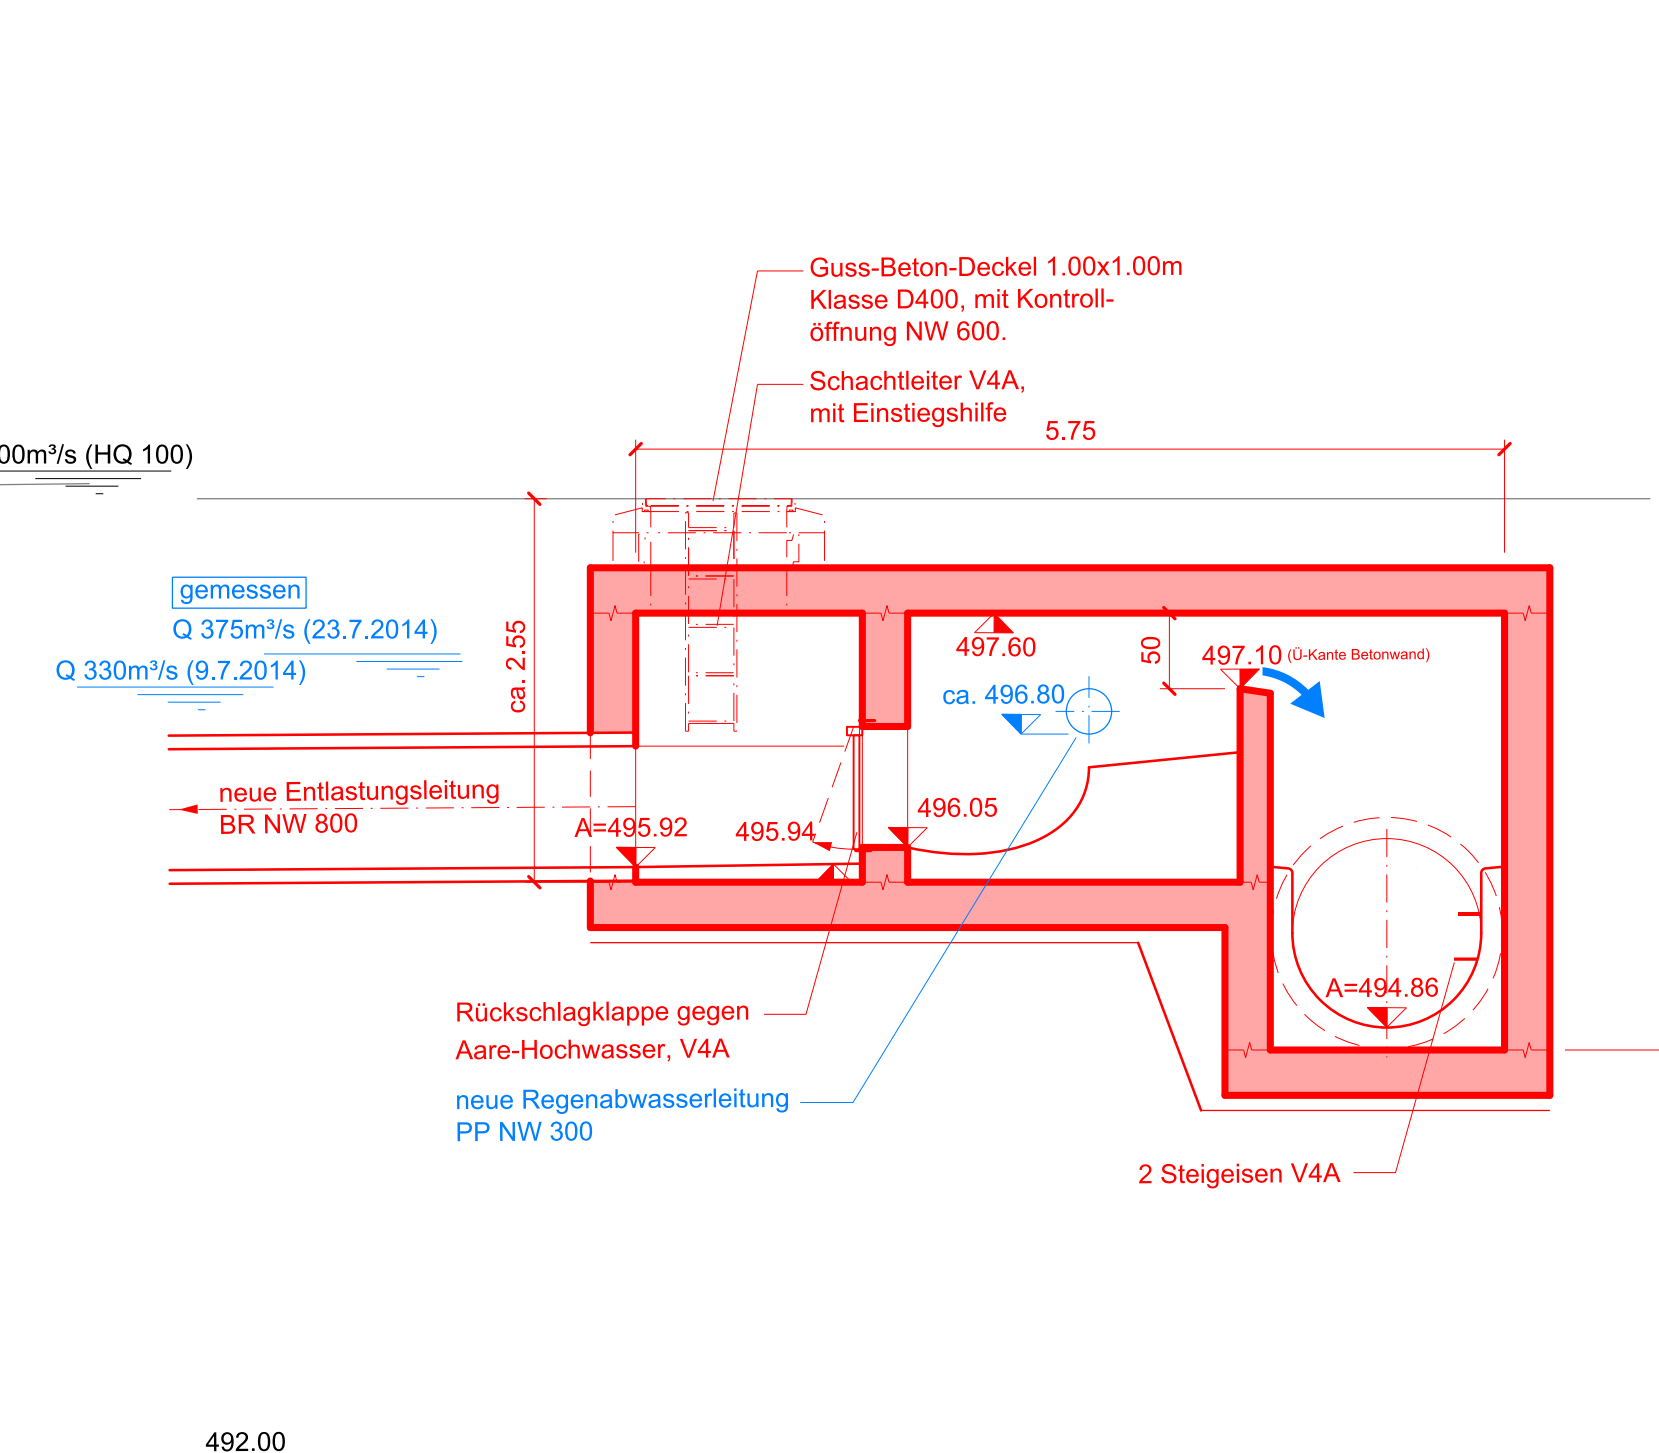 Guss-Beton-Deckel 1.00x1.00m
Klasse D400, mit Kontroll-
öffnung NW 600.
Schachtleiter V4A,
mit Einstiegshilfe
5.75
00m³/s (HQ 100)
gemessen
Q 375m³/s (23.7.2014)
Q 330m³/s (9.7.2014)
ca. 2.55
497.60
50
497.10 (Ü-Kante Betonwand)
ca. 496.80
neue Entlastungsleitung
BR NW 800
A=495.92
495.94
496.05
A=494.86
Rückschlagklappe gegen
Aare-Hochwasser, V4A
neue Regenabwasserleitung
PP NW 300
2 Steigeisen V4A
492.00